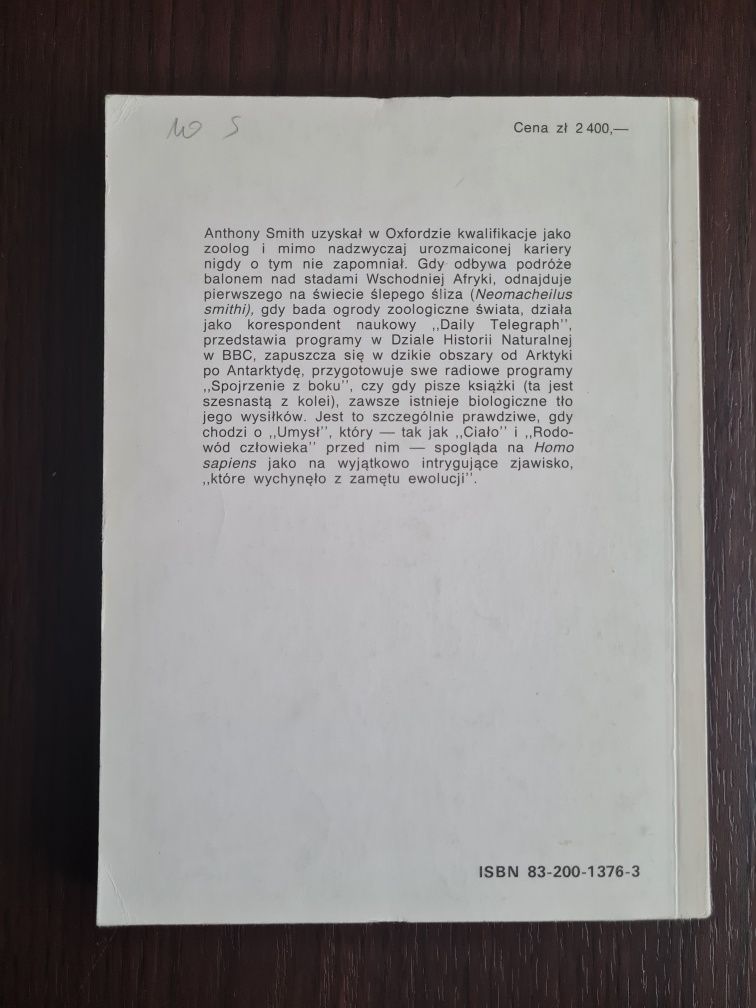 Cena zł 2 400,—
Anthony Smith uzyskał w Oxfordzie kwalifikacje jako
zoolog i mimo nadzwyczaj urozmaiconej kariery
nigdy o tym nie zapomniał. Gdy odbywa podróże
balonem nad stadami Wschodniej Afryki, odnajduje
pierwszego na świecie ślepego śliza (Neomacheilus
smithi), gdy bada ogrody zoologiczne świata, działa
jako korespondent naukowy ,,Daily Telegraph'',
przedstawia programy w Dziale Historii Naturalnej
w BBC, zapuszcza się w dzikie obszary od Arktyki
po Antarktydę, przygotowuje swe radiowe programy
,,Spojrzenie z boku'', czy gdy pisze książki (ta jest
szesnastą z kolei), zawsze istnieje biologiczne tło
jego wysiłków. Jest to szczególnie prawdziwe, gdy
chodzi o ,,Umysł'', który — tak jak ,,Ciało'' i ,,Rodo-
wód człowieka'' przed nim — spogląda na Homo
sapiens jako na wyjątkowo intrygujące zjawisko,
,,które wychynęło z zamętu ewolucji''.
ISBN 83-200-1376-3